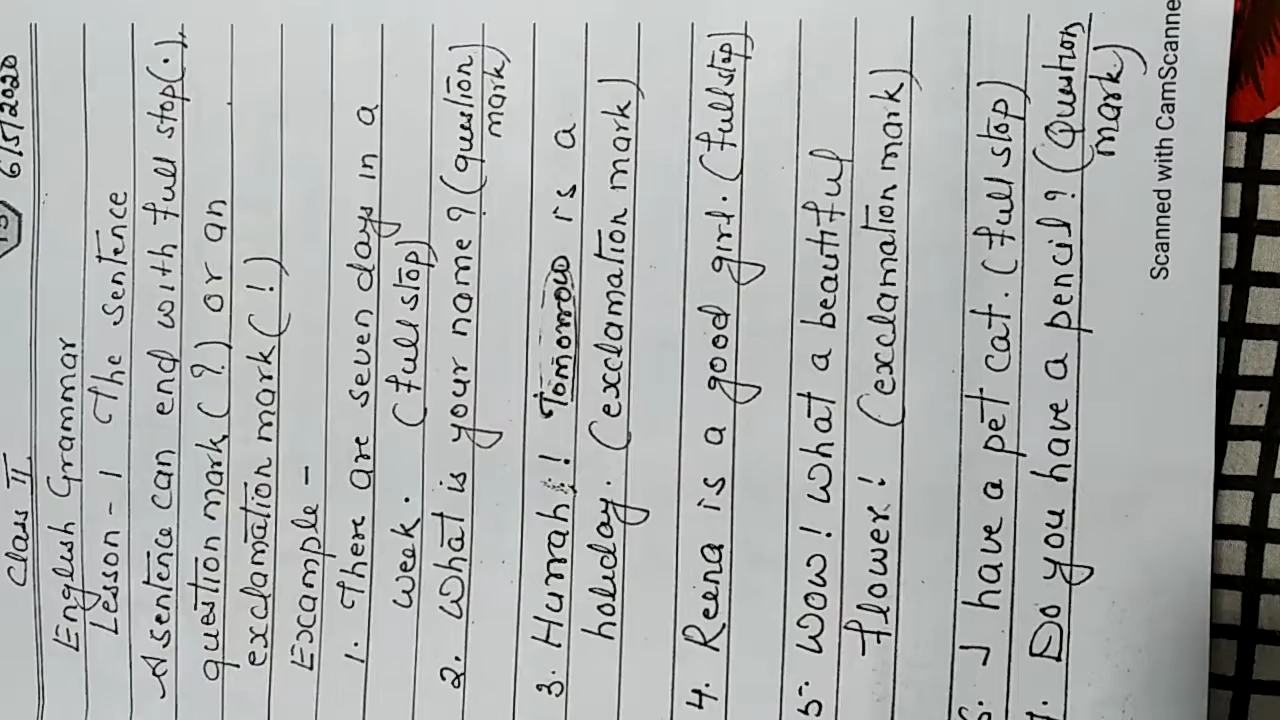 Class II
6/5/2020
English Grammar
Lesson - 1 The sentence
A sentence can end with full stop(.),
question mark, (?) or an
exclamation mark (!)
Example -
1. There are seven days in a
week. (full stop)
2. What is your name? (question
mark)
3. Hurrah! Tomorrow is a
holiday. (exclamation mark)
4. Reena is a good girl. (full stop)
5. Wow! What a beautiful
flower! (exclamation mark)
6. I have a pet cat. (full stop)
7. Do you have a pencil? (Question
mark)
Scanned with CamScanne